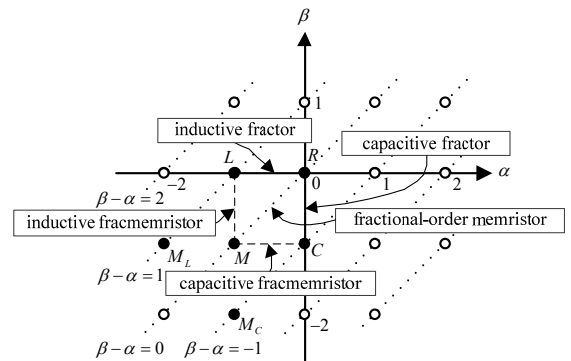 β
1
inductive fractor
capacitive fractor
L
R
−2
0
1
2
α
β−α = 2
inductive fracmemristor
fractional-order memristor
M_L
M
C
β−α = 1
capacitive fracmemristor
M_C
−2
β−α = 0
β−α = −1